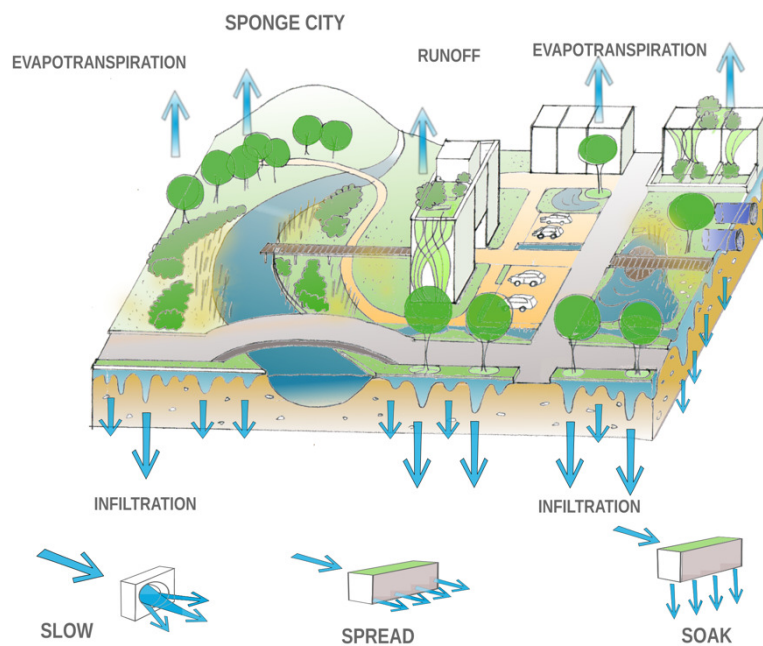 SPONGE CITY
EVAPOTRANSPIRATION
RUNOFF
EVAPOTRANSPIRATION
INFILTRATION
INFILTRATION
SLOW
SPREAD
SOAK